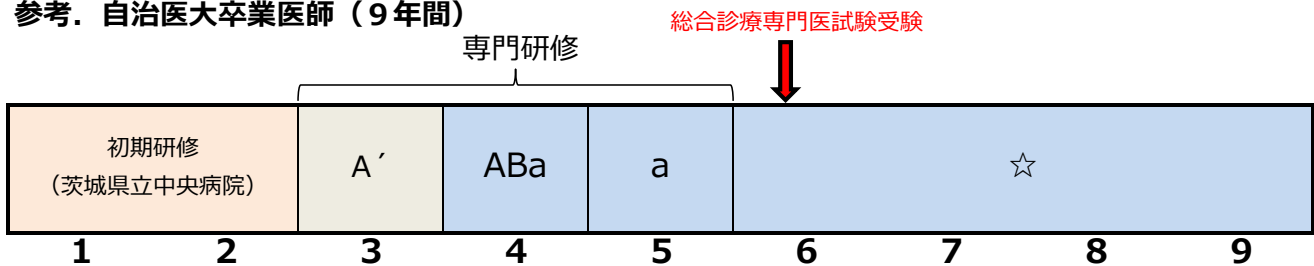 参考．自治医大卒業医師（９年間）
総合診療専門医試験受験
専門研修
初期研修
（茨城県立中央病院）
A´
ABa
a
☆
1 2 3 4 5 6 7 8 9